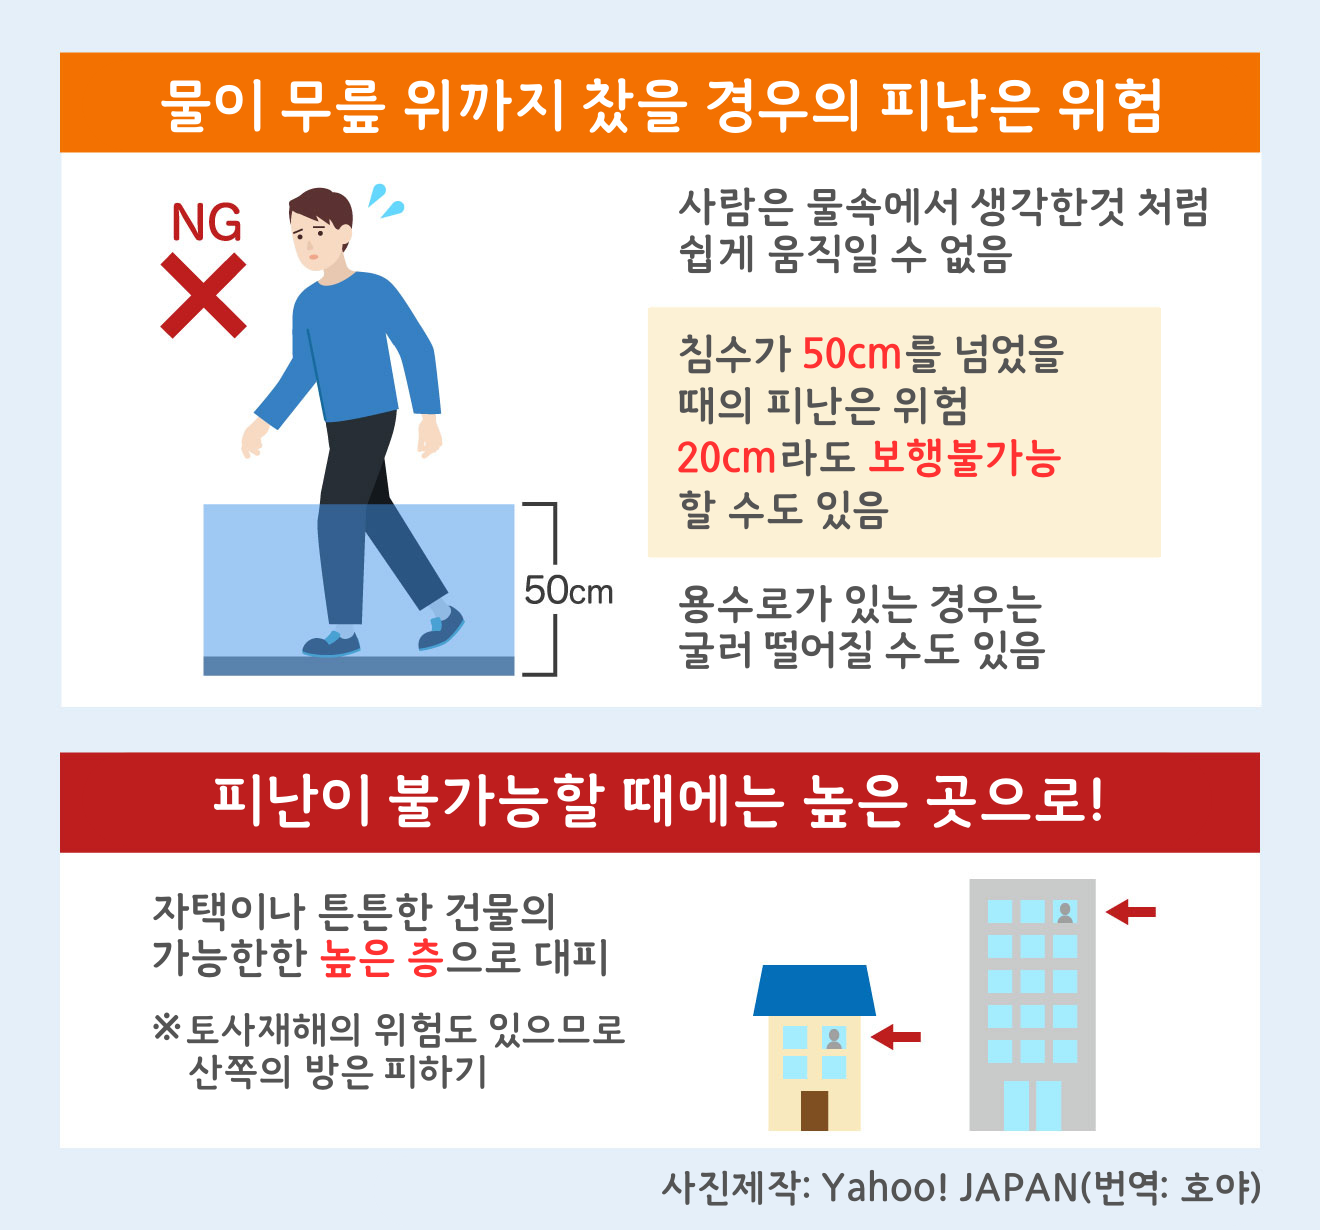 물이 무릎 위까지 찼을 경우의 피난은 위험
NG
사람은 물속에서 생각한것 처럼
쉽게 움직일 수 없음
침수가 50cm를 넘었을
때의 피난은 위험
20cm라도 보행불가능
할 수도 있음
50cm
용수로가 있는 경우는
굴러 떨어질 수도 있음
피난이 불가능할 때에는 높은 곳으로!
자택이나 튼튼한 건물의
가능한한 높은 층으로 대피
※토사재해의 위험도 있으므로
산쪽의 방은 피하기
사진제작: Yahoo! JAPAN(번역: 호야)